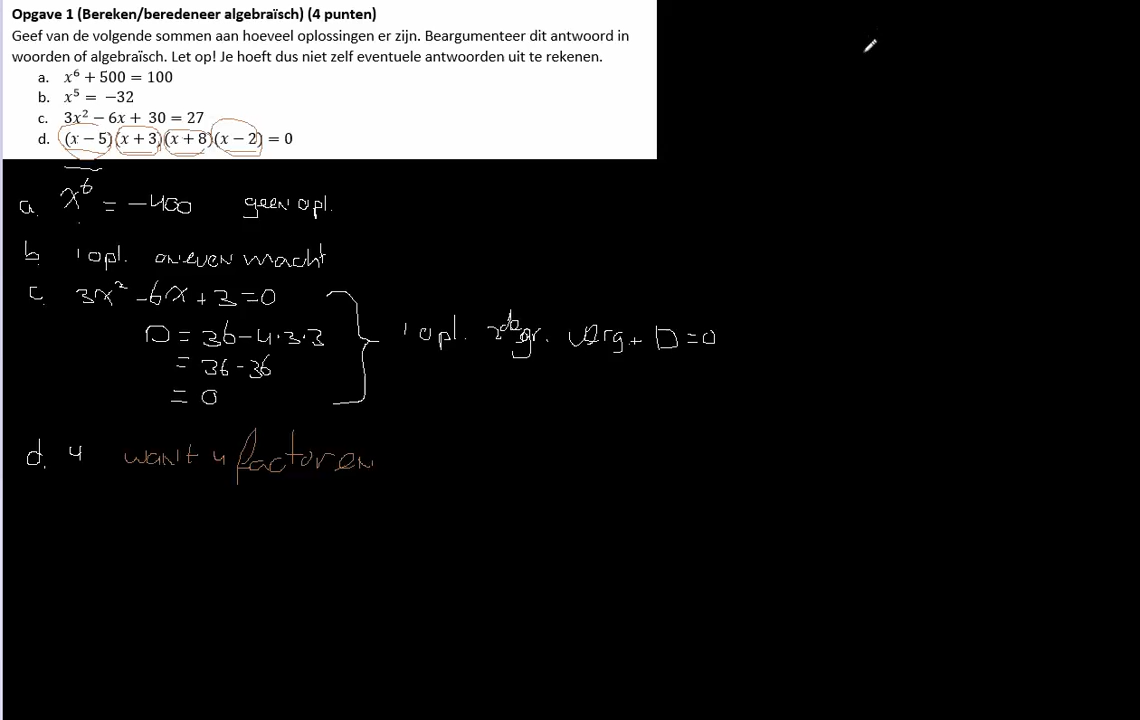 Opgave 1 (Bereken/beredeneer algebraïsch) (4 punten)
Geef van de volgende sommen aan hoeveel oplossingen er zijn. Beargumenteer dit antwoord in
woorden of algebraïsch. Let op! Je hoeft dus niet zelf eventuele antwoorden uit te rekenen.
a. x⁶ + 500 = 100
b. x⁵ = −32
c. 3x² − 6x + 30 = 27
d. (x − 5)(x + 3)(x + 8)(x − 2) = 0
a. x⁶ = −400 geen opl.
b. 1 opl. oneven macht
c. 3x² − 6x + 3 = 0
D = 36 − 4·3·3
= 36 − 36
= 0
1 opl. 2de gr. verg + D = 0
d. 4 want 4 factoren